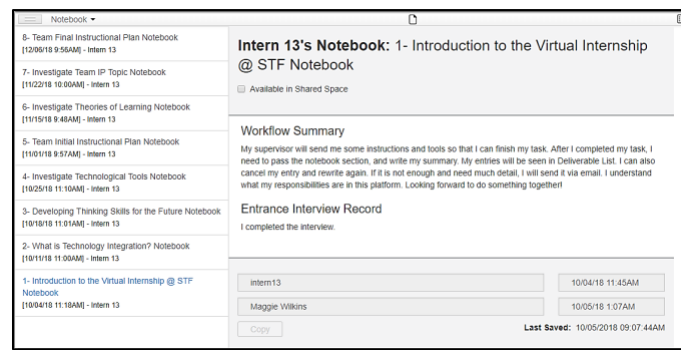 Notebook
8- Team Final Instructional Plan Notebook
[12/06/18 9:56AM] - Intern 13
7- Investigate Team IP Topic Notebook
[11/22/18 10:00AM] - Intern 13
6- Investigate Theories of Learning Notebook
[11/15/18 9:48AM] - Intern 13
5- Team Initial Instructional Plan Notebook
[11/01/18 9:57AM] - Intern 13
4- Investigate Technological Tools Notebook
[10/25/18 11:10AM] - Intern 13
3- Developing Thinking Skills for the Future Notebook
[10/18/18 11:01AM] - Intern 13
2- What is Technology Integration? Notebook
[10/11/18 11:00AM] - Intern 13
1- Introduction to the Virtual Internship @ STF
Notebook
[10/04/18 11:18AM] - Intern 13
Intern 13's Notebook: 1- Introduction to the Virtual Internship
@ STF Notebook
Available in Shared Space
Workflow Summary
My supervisor will send me some instructions and tools so that I can finish my task. After I completed my task, I
need to pass the notebook section, and write my summary. My entries will be seen in Deliverable List. I can also
cancel my entry and rewrite again. If it is not enough and need much detail, I will send it via email. I understand
what my responsibilities are in this platform. Looking forward to do something together!
Entrance Interview Record
I completed the interview.
intern13 10/04/18 11:45AM
Maggie Wilkins 10/05/18 1:07AM
Copy Last Saved: 10/05/2018 09:07:44AM